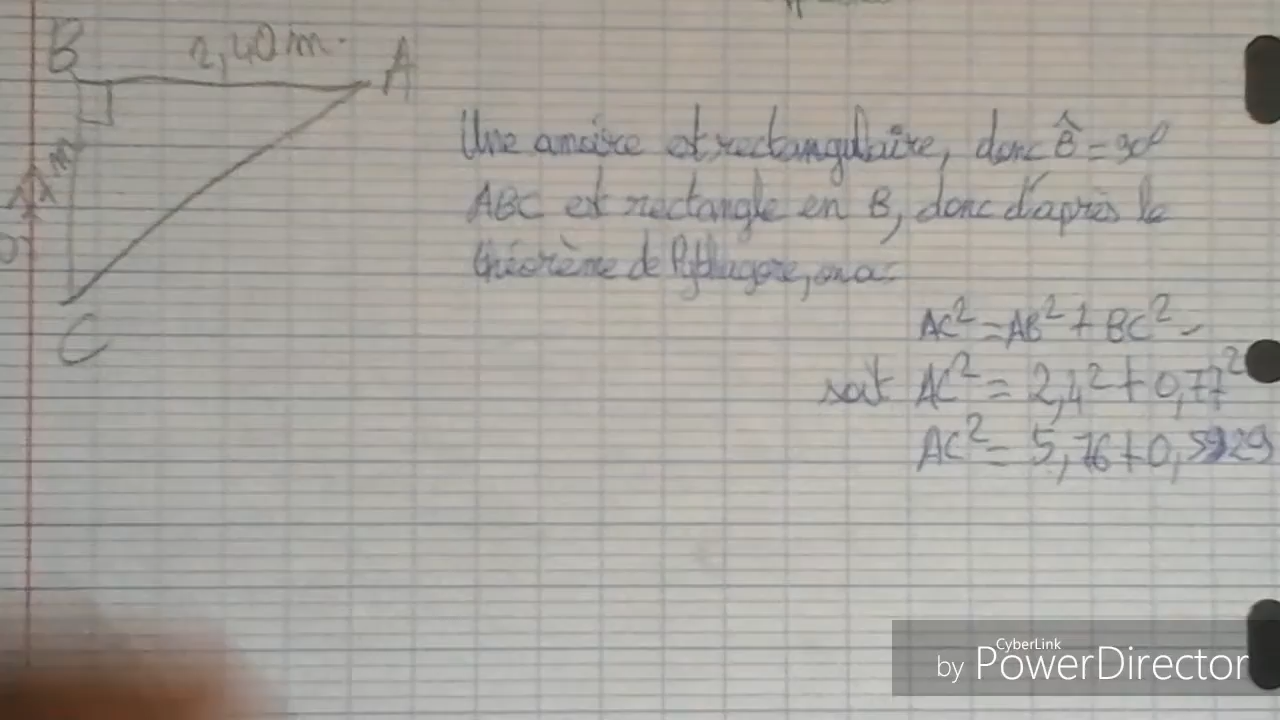 B 2,40 m. A
m
C
Une amoire est rectangulaire, donc B̂ = 90°
ABC est rectangle en B, donc d'après le
théorème de Pythagore, on a:
AC² = AB² + BC²
soit AC² = 2,4² + 0,77²
AC² = 5,76 + 0,5929
CyberLink
by PowerDirector